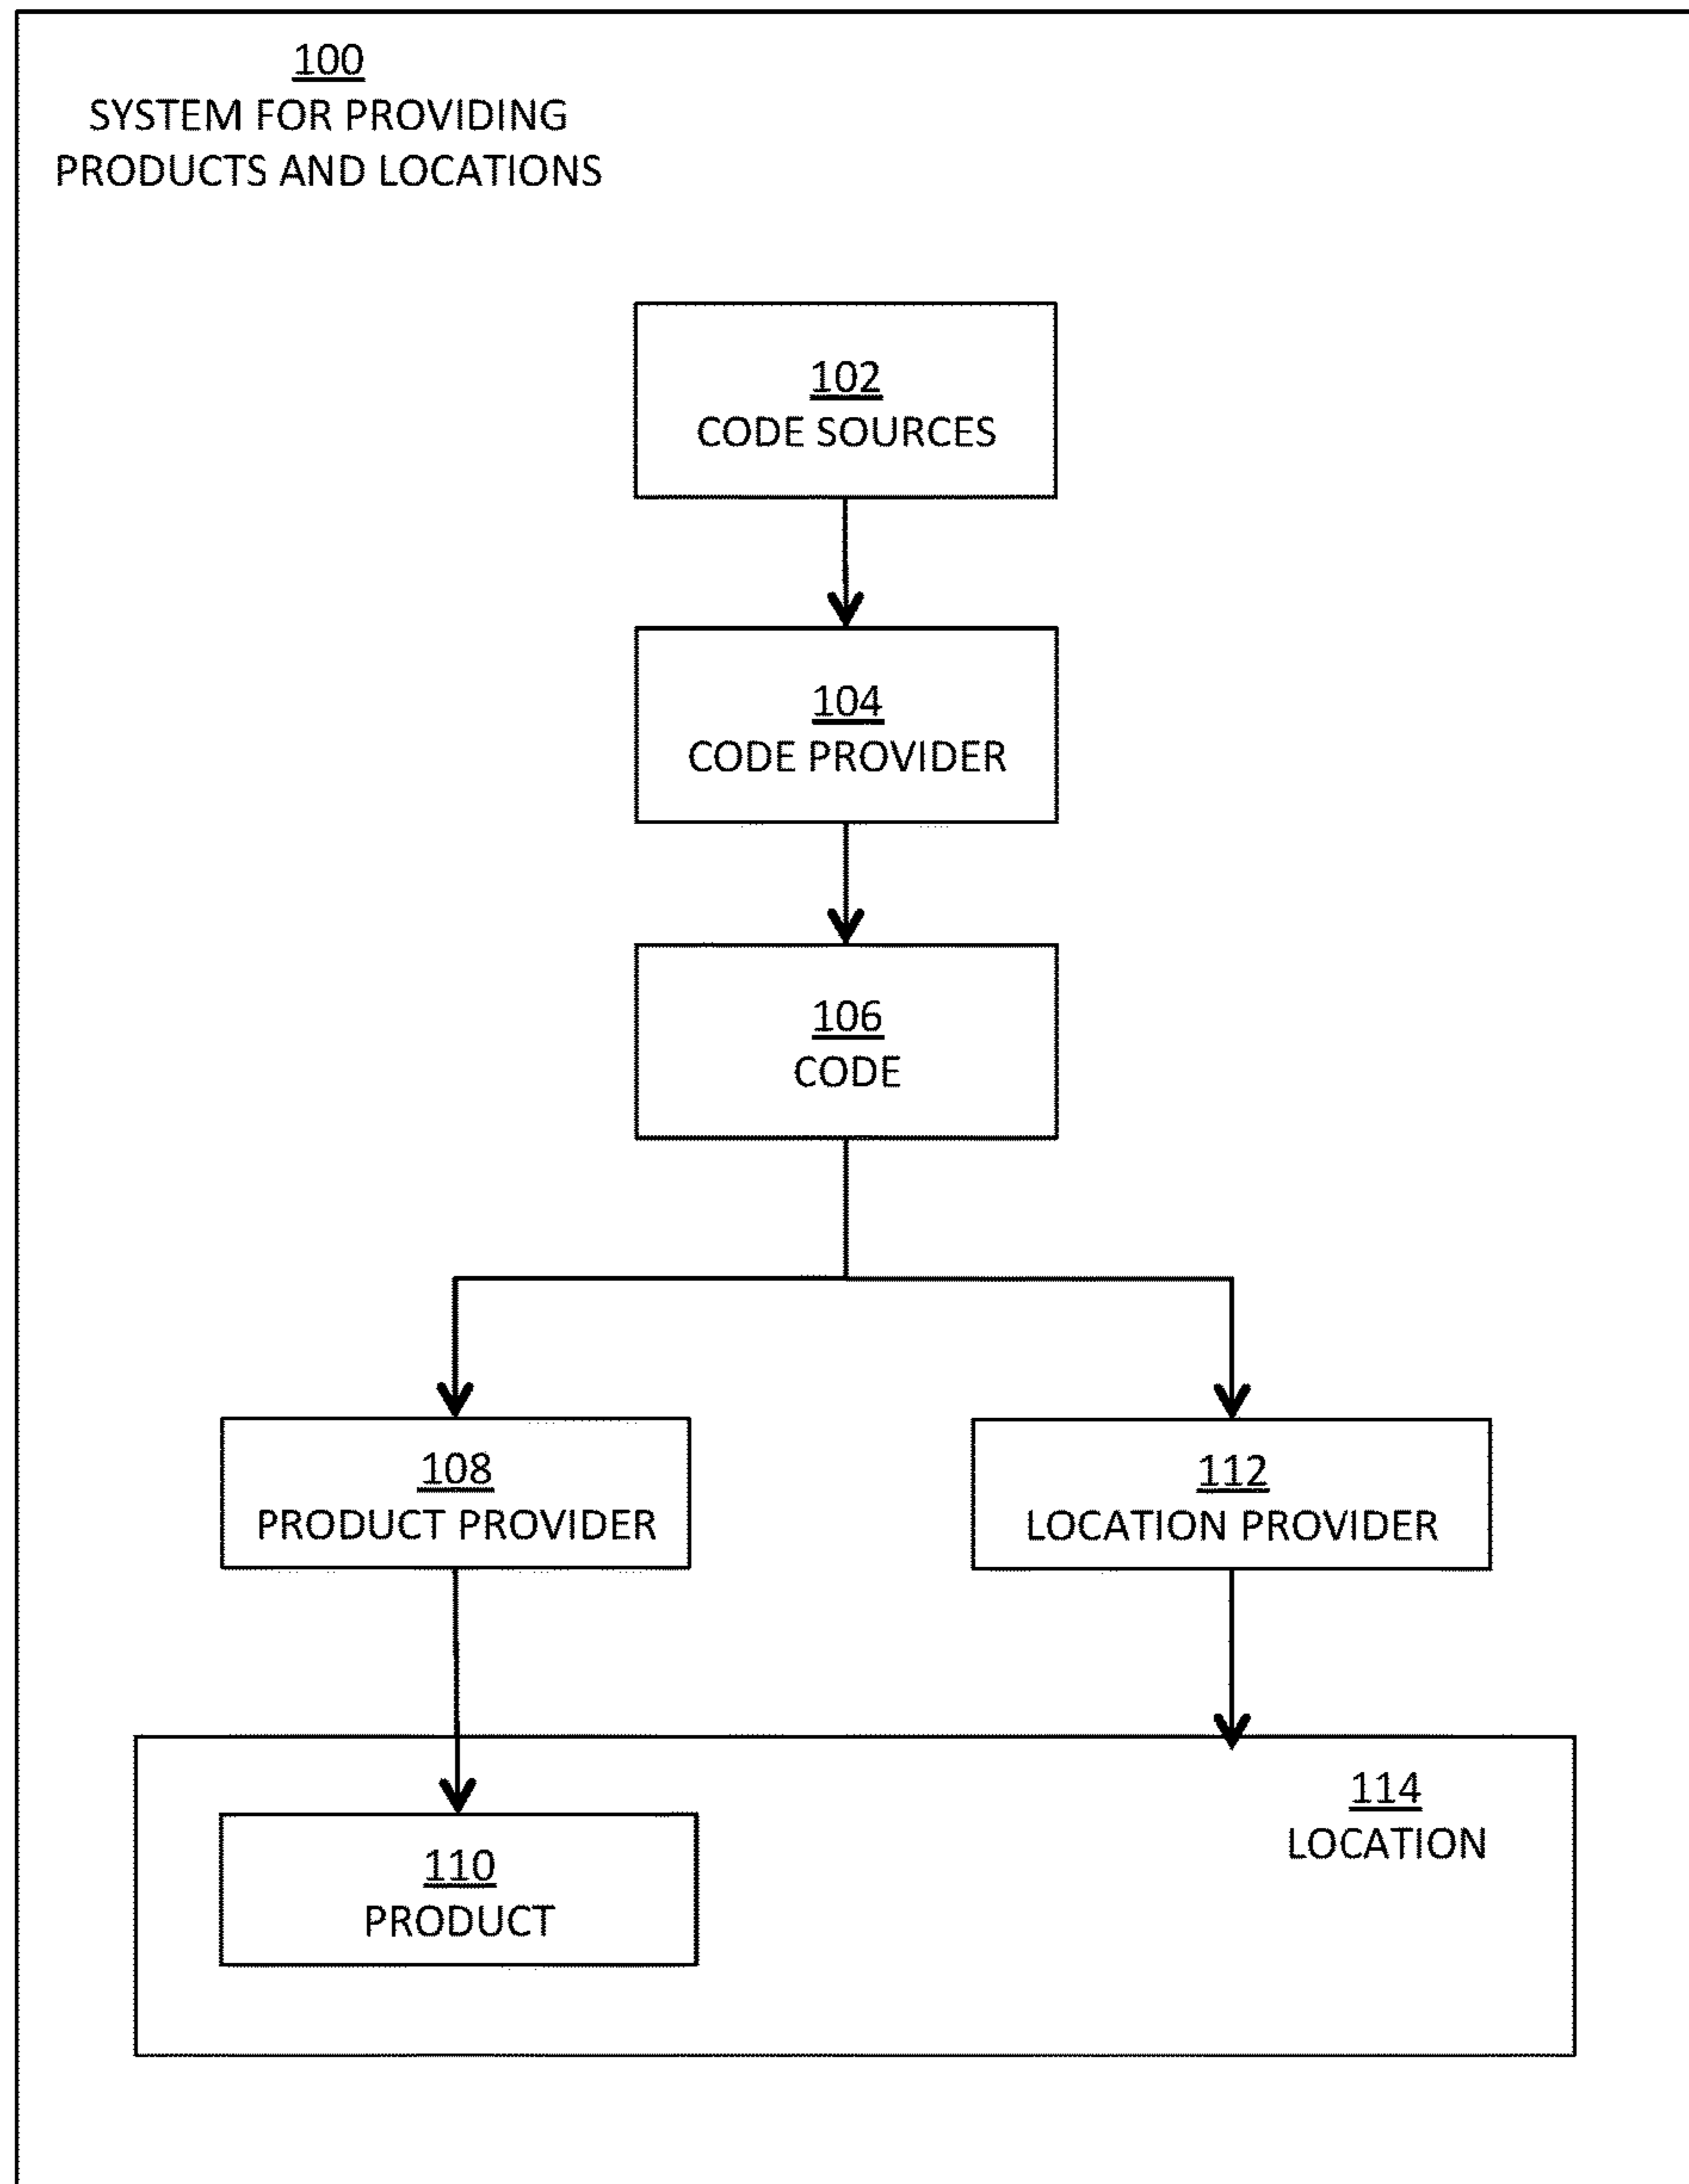 100
SYSTEM FOR PROVIDING
PRODUCTS AND LOCATIONS
102
CODE SOURCES
104
CODE PROVIDER
106
CODE
108
PRODUCT PROVIDER
112
LOCATION PROVIDER
114
LOCATION
110
PRODUCT